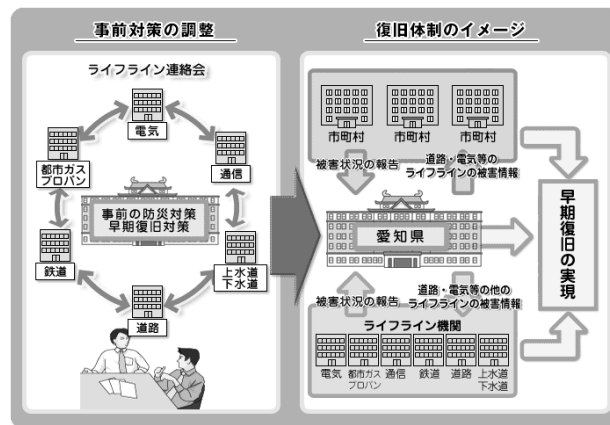 事前対策の調整
ライフライン連絡会
電気
都市ガス
プロパン
通信
事前の防災対策
早期復旧対策
鉄道
上水道
下水道
道路
復旧体制のイメージ
市町村
市町村
市町村
被害状況の報告
道路・電気等の
ライフラインの被害情報
愛知県
早期復旧の実現
被害状況の報告
道路・電気等の他の
ライフラインの被害情報
ライフライン機関
電気
都市ガス
プロパン
通信
鉄道
道路
上水道
下水道